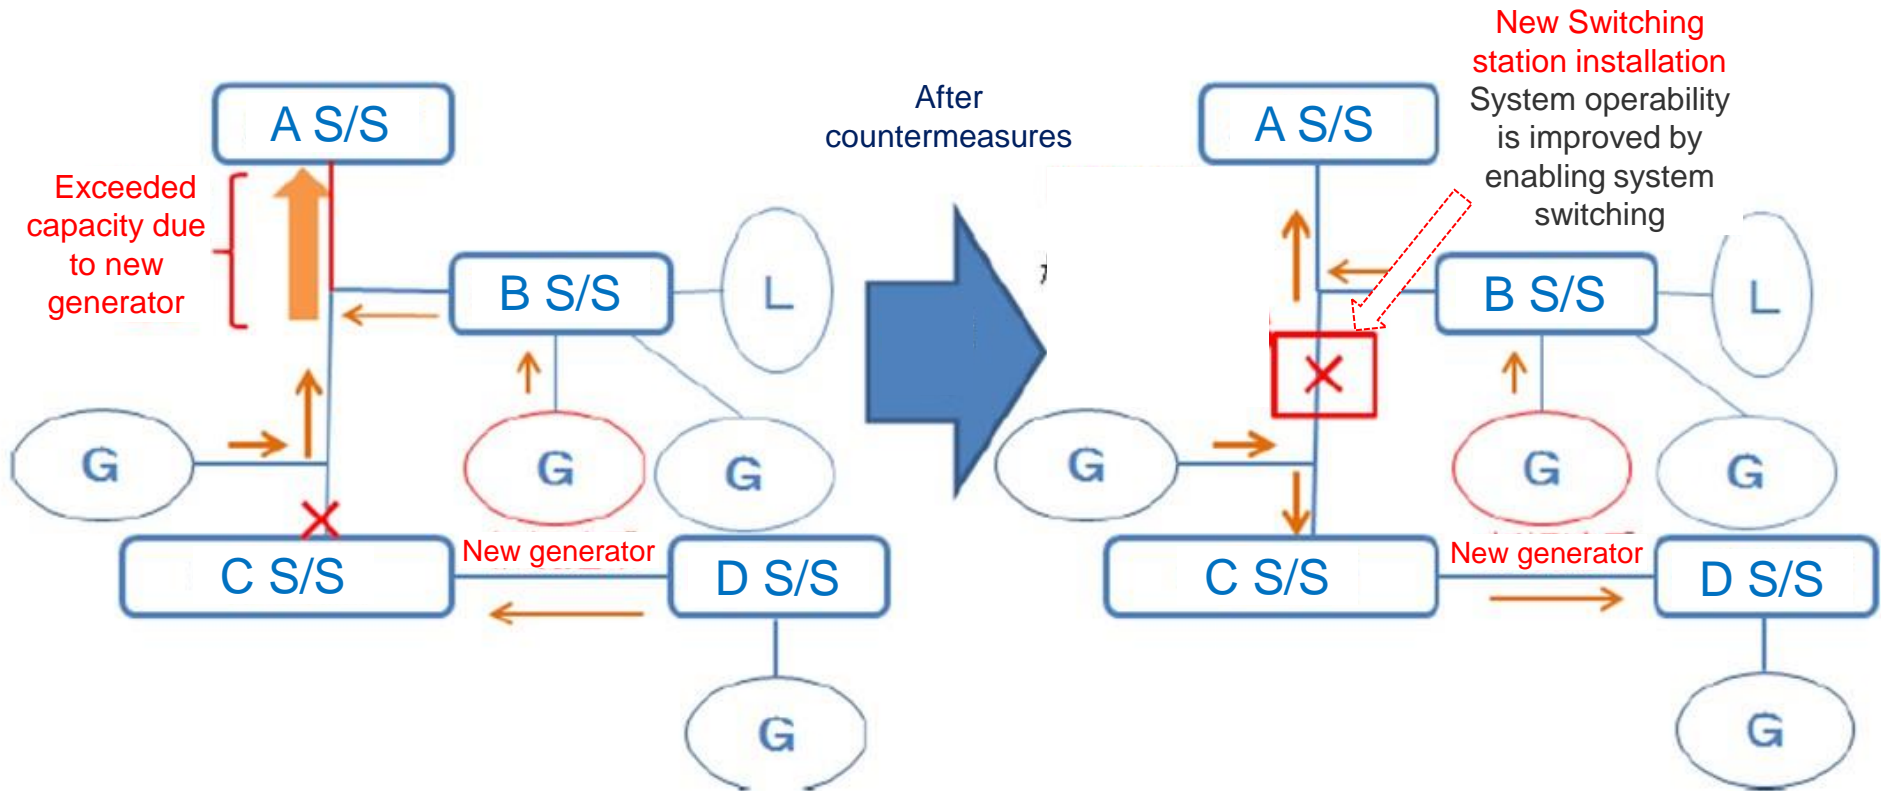 A S/S
Exceeded
capacity due
to new
generator
B S/S
L
G
G
G
C S/S
New generator
D S/S
G
After
countermeasures
New Switching
station installation
System operability
is improved by
enabling system
switching
A S/S
B S/S
L
G
G
G
C S/S
New generator
D S/S
G